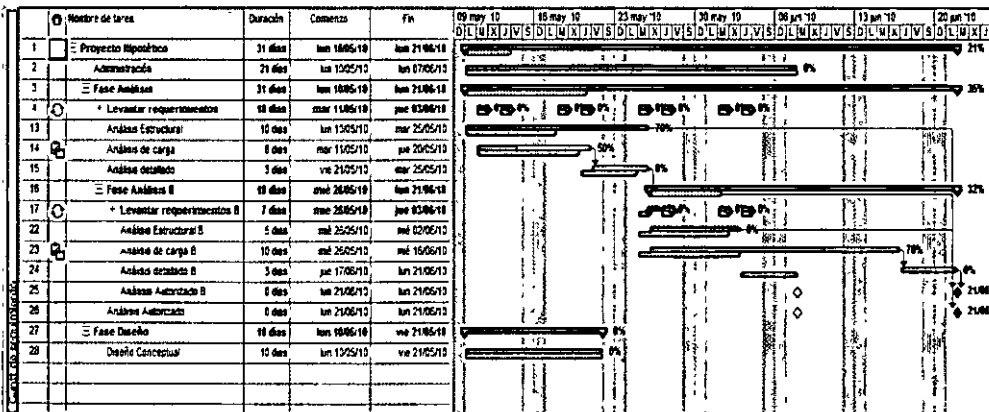 Nombre de tarea Duración Comienzo Fin 09 may '10 16 may '10 23 may '10 30 may '10 06 jun '10 13 jun '10 20 jun '10
D L M X J V S D L M X J V S D L M X J V S D L M X J V S D L M X J V S D L M X J V S D L M X J
1 Proyecto Hipotético 31 días lun 10/05/10 lun 21/06/10 21%
2 Administración 21 días lun 10/05/10 lun 07/06/10 0%
3 Fase Análisis 31 días lun 10/05/10 lun 21/06/10 35%
4 + Levantar requerimientos 18 días mar 11/05/10 jue 03/06/10 0% 0% 0% 0% 0% 0% 0% 0%
13 Análisis Estructural 10 días lun 10/05/10 mar 25/05/10 70%
14 Análisis de carga 8 días mar 11/05/10 jue 20/05/10 50%
15 Análisis detallado 3 días vie 21/05/10 mar 25/05/10 0%
16 Fase Análisis B 19 días mié 26/05/10 lun 21/06/10 32%
17 + Levantar requerimientos B 7 días mié 26/05/10 jue 03/06/10 0% 0% 0% 0%
22 Análisis Estructural B 5 días mié 26/05/10 mié 02/06/10 0%
23 Análisis de carga B 10 días mié 26/05/10 mié 16/06/10 70%
24 Análisis detallado B 3 días jue 17/06/10 lun 21/06/10 0%
25 Análisis Autorizado B 0 días lun 21/06/10 lun 21/06/10 21/06
26 Análisis Autorizado 0 días lun 21/06/10 lun 21/06/10 21/06
27 Fase Diseño 10 días lun 10/05/10 vie 21/05/10 0%
28 Diseño Conceptual 10 días lun 10/05/10 vie 21/05/10 0%